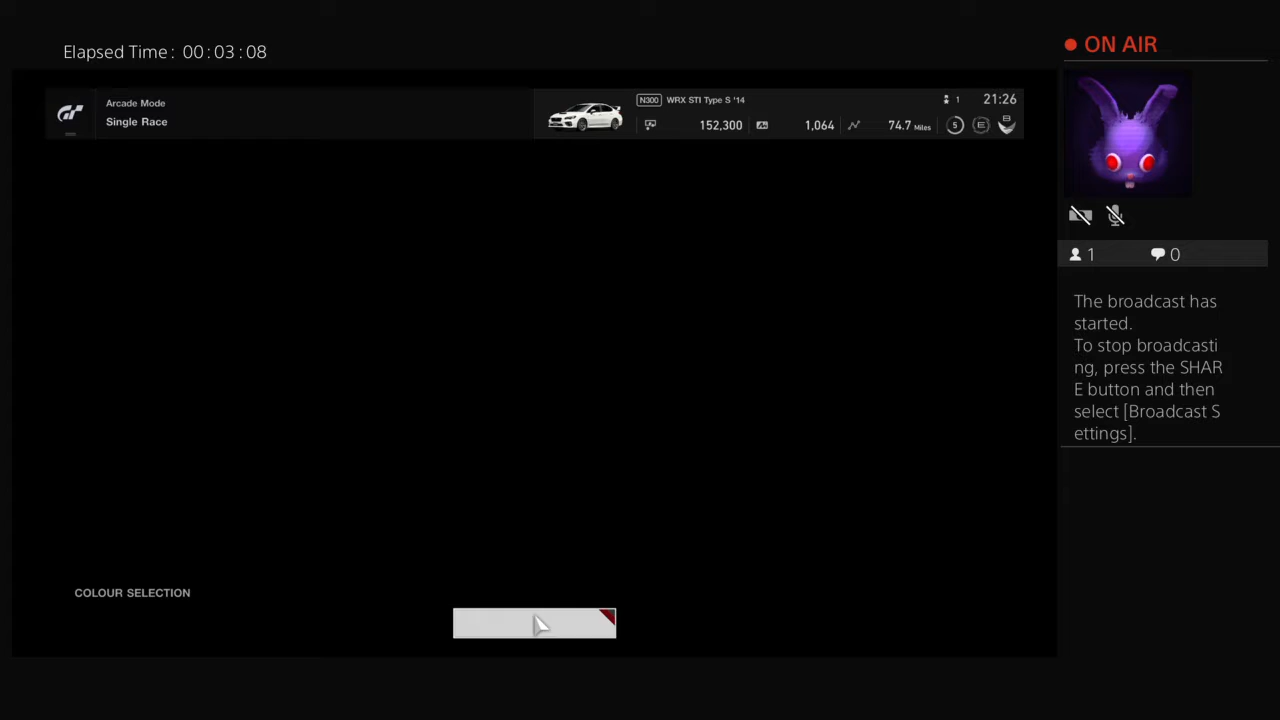 Elapsed Time: 00:03:08
ON AIR
Arcade Mode
Single Race
N300 WRX STI Type S '14
1
21:26
152,300
1,064
74.7 Miles
5
E
B
1
0
The broadcast has
started.
To stop broadcasti
ng, press the SHAR
E button and then
select [Broadcast S
ettings].
COLOUR SELECTION